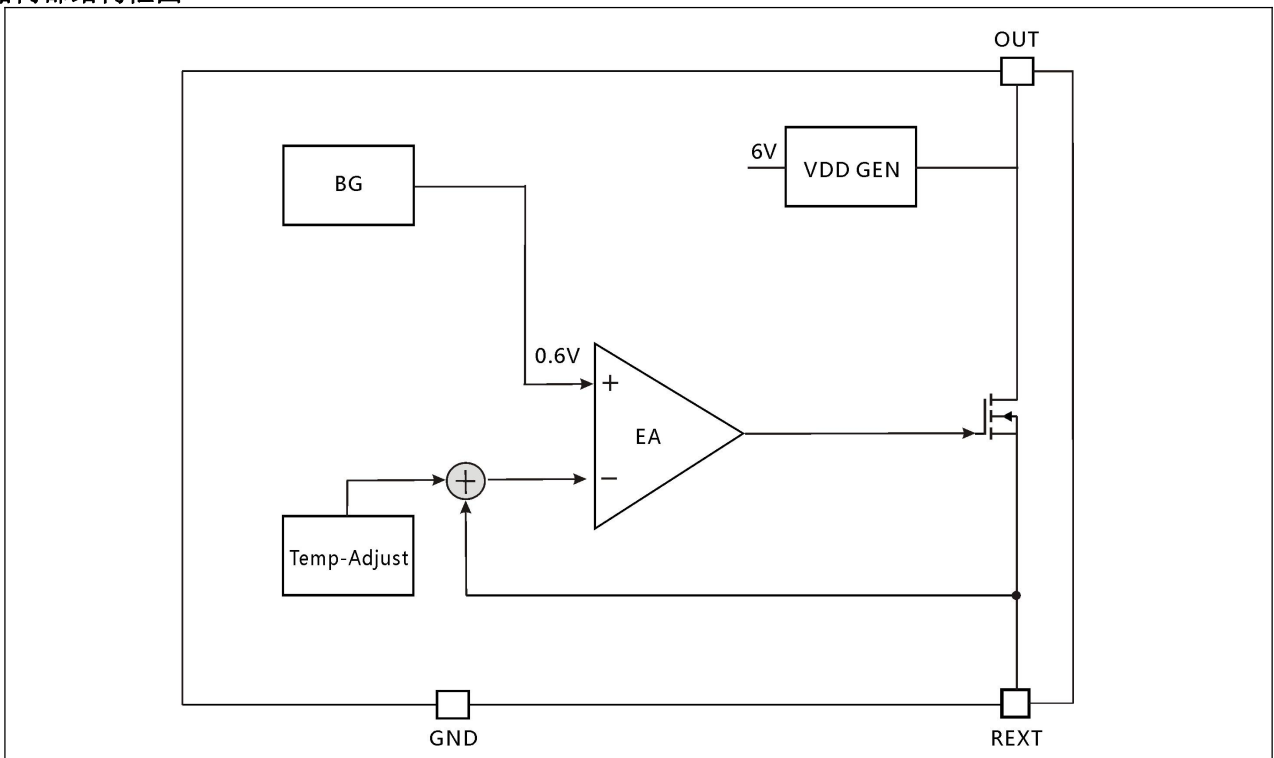 OUT
6V
VDD GEN
BG
0.6V
+
EA
+
−
Temp-Adjust
GND
REXT